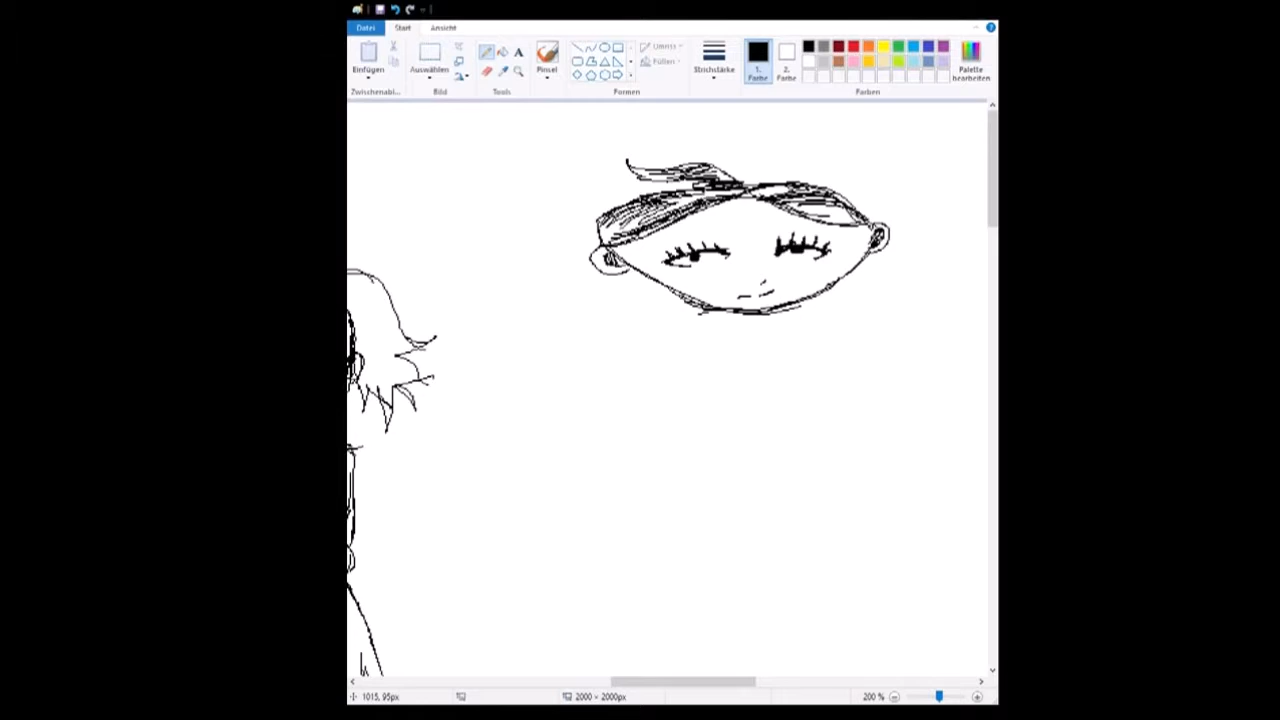 Datei Start Ansicht
Einfügen Auswählen Pinsel Umriss Füllen Strichstärke 1. Farbe 2. Farbe Palette bearbeiten
Zwischenabl... Bild Tools Formen Farben
1015, 95px 2000 × 2000px 200 %